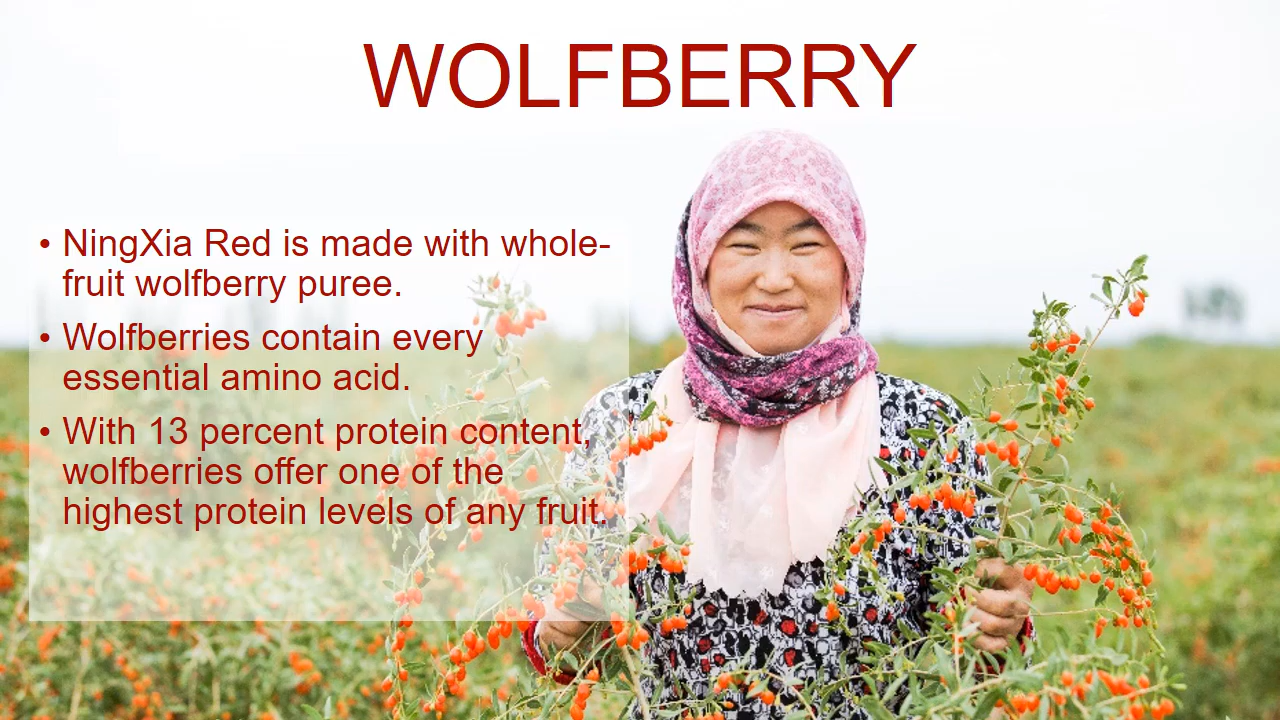 WOLFBERRY
• NingXia Red is made with whole-
fruit wolfberry puree.
• Wolfberries contain every
essential amino acid.
• With 13 percent protein content,
wolfberries offer one of the
highest protein levels of any fruit.